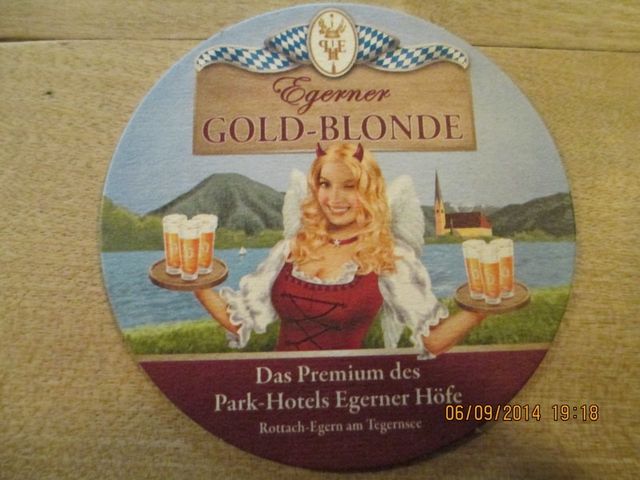 Egerner
GOLD-BLONDE
Das Premium des
Park-Hotels Egerner Höfe
Rottach-Egern am Tegernsee
06/09/2014 19:18